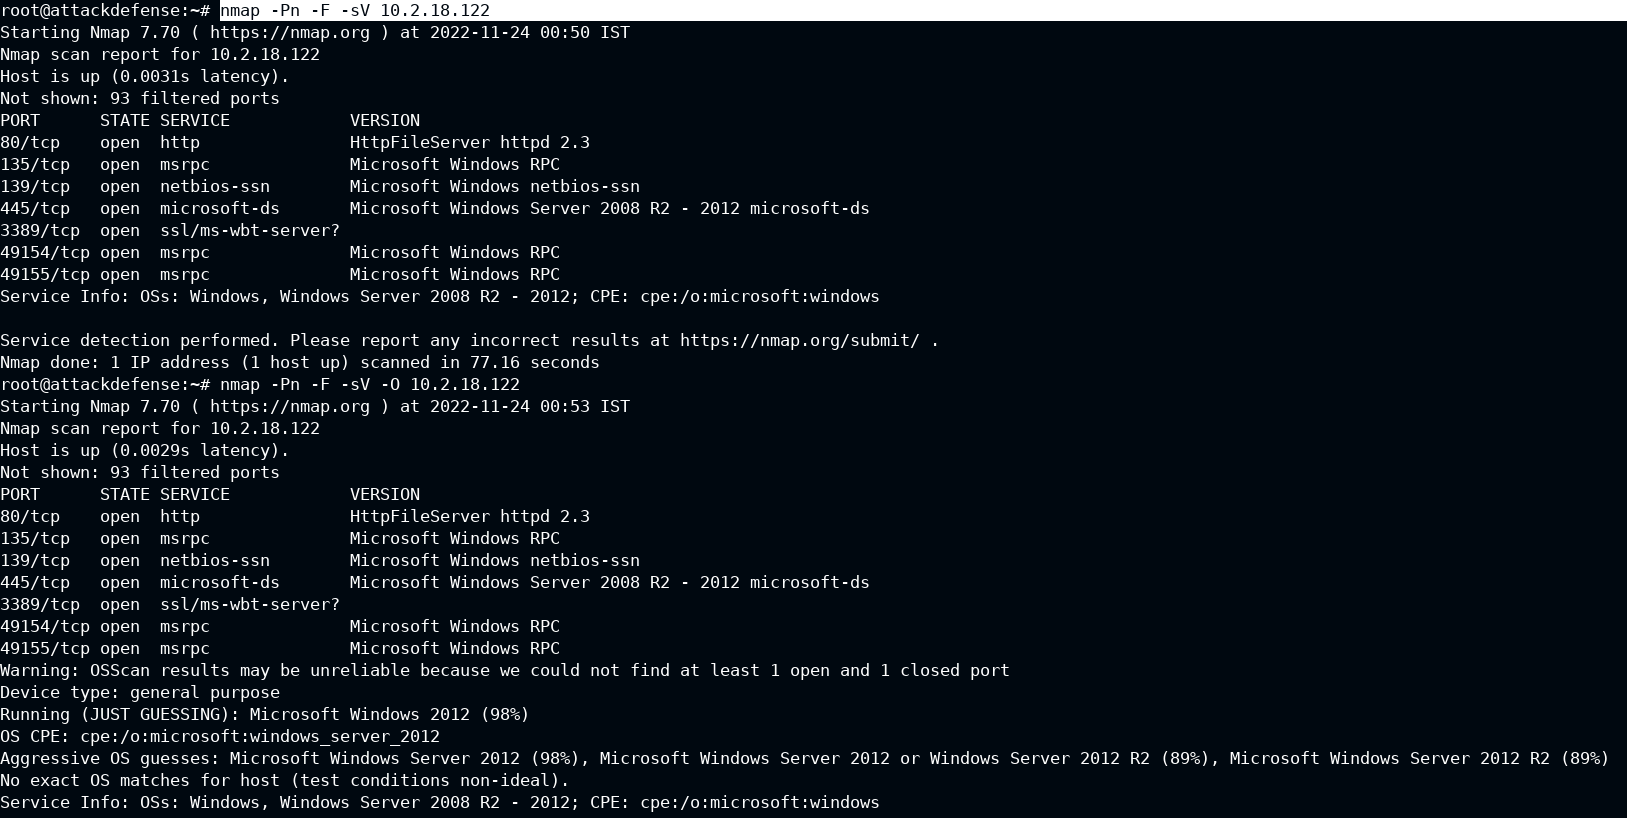 root@attackdefense:~# nmap -Pn -F -sV 10.2.18.122
Starting Nmap 7.70 ( https://nmap.org ) at 2022-11-24 00:50 IST
Nmap scan report for 10.2.18.122
Host is up (0.0031s latency).
Not shown: 93 filtered ports
PORT      STATE SERVICE            VERSION
80/tcp    open  http               HttpFileServer httpd 2.3
135/tcp   open  msrpc              Microsoft Windows RPC
139/tcp   open  netbios-ssn        Microsoft Windows netbios-ssn
445/tcp   open  microsoft-ds       Microsoft Windows Server 2008 R2 - 2012 microsoft-ds
3389/tcp  open  ssl/ms-wbt-server?
49154/tcp open  msrpc              Microsoft Windows RPC
49155/tcp open  msrpc              Microsoft Windows RPC
Service Info: OSs: Windows, Windows Server 2008 R2 - 2012; CPE: cpe:/o:microsoft:windows

Service detection performed. Please report any incorrect results at https://nmap.org/submit/ .
Nmap done: 1 IP address (1 host up) scanned in 77.16 seconds
root@attackdefense:~# nmap -Pn -F -sV -O 10.2.18.122
Starting Nmap 7.70 ( https://nmap.org ) at 2022-11-24 00:53 IST
Nmap scan report for 10.2.18.122
Host is up (0.0029s latency).
Not shown: 93 filtered ports
PORT      STATE SERVICE            VERSION
80/tcp    open  http               HttpFileServer httpd 2.3
135/tcp   open  msrpc              Microsoft Windows RPC
139/tcp   open  netbios-ssn        Microsoft Windows netbios-ssn
445/tcp   open  microsoft-ds       Microsoft Windows Server 2008 R2 - 2012 microsoft-ds
3389/tcp  open  ssl/ms-wbt-server?
49154/tcp open  msrpc              Microsoft Windows RPC
49155/tcp open  msrpc              Microsoft Windows RPC
Warning: OSScan results may be unreliable because we could not find at least 1 open and 1 closed port
Device type: general purpose
Running (JUST GUESSING): Microsoft Windows 2012 (98%)
OS CPE: cpe:/o:microsoft:windows_server_2012
Aggressive OS guesses: Microsoft Windows Server 2012 (98%), Microsoft Windows Server 2012 or Windows Server 2012 R2 (89%), Microsoft Windows Server 2012 R2 (89%)
No exact OS matches for host (test conditions non-ideal).
Service Info: OSs: Windows, Windows Server 2008 R2 - 2012; CPE: cpe:/o:microsoft:windows